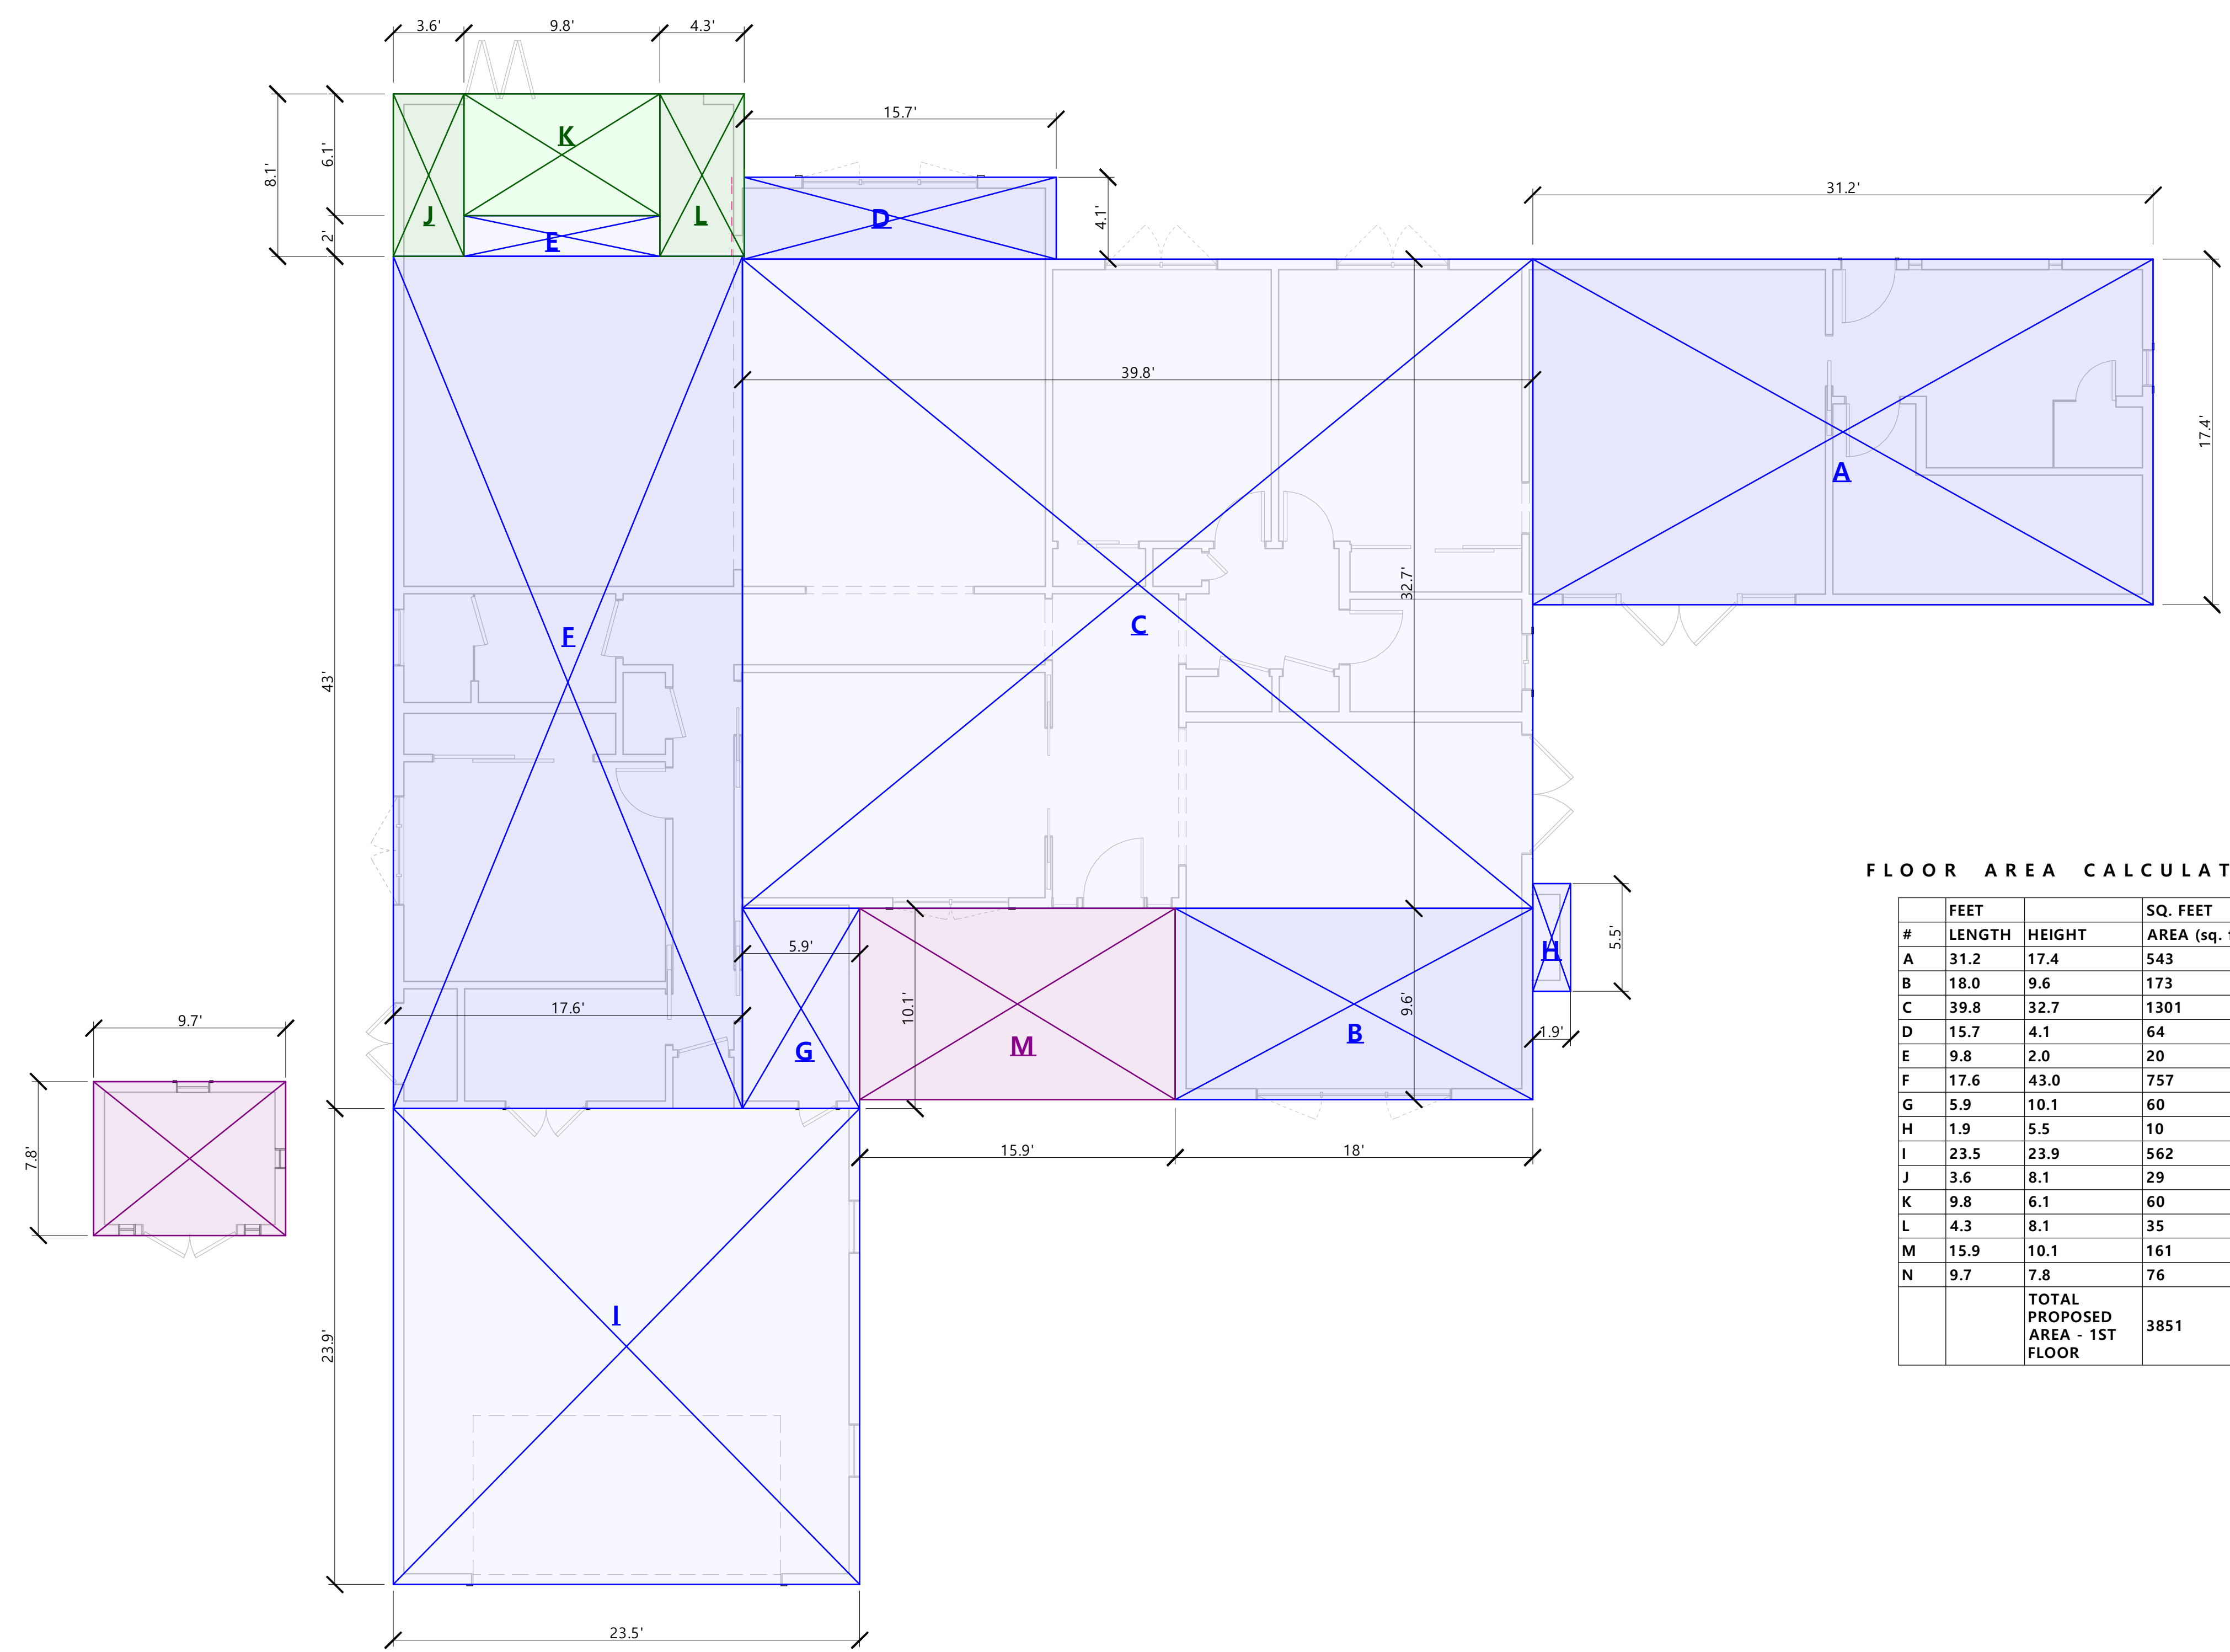 3.6' 9.8' 4.3'
15.7'
31.2'
8.1' 6.1' 2'
K
J L
E
D
4.1'
39.8'
17.4'
A
43'
F
C
32.7'
5.9'
H
5.5'
17.6'
10.1'
9.6'
1.9'
G
M
B
9.7'
7.8'
15.9' 18'
I
23.9'
23.5'
FLOOR AREA CALCULAT
FEET SQ. FEET
# LENGTH HEIGHT AREA (sq.
A 31.2 17.4 543
B 18.0 9.6 173
C 39.8 32.7 1301
D 15.7 4.1 64
E 9.8 2.0 20
F 17.6 43.0 757
G 5.9 10.1 60
H 1.9 5.5 10
I 23.5 23.9 562
J 3.6 8.1 29
K 9.8 6.1 60
L 4.3 8.1 35
M 15.9 10.1 161
N 9.7 7.8 76
TOTAL
PROPOSED
AREA - 1ST
FLOOR
3851